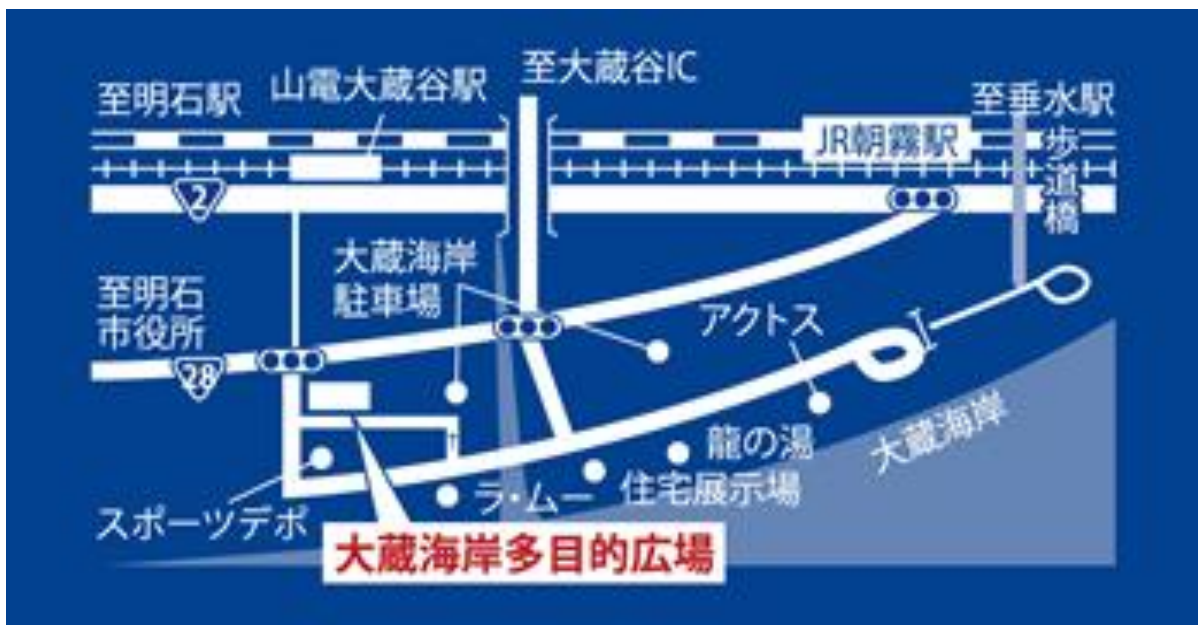 至大蔵谷IC
山電大蔵谷駅
至明石駅
至垂水駅
JR朝霧駅
歩道橋
2
大蔵海岸
駐車場
至明石
市役所
アクトス
28
大蔵海岸
龍の湯
住宅展示場
ラ・ムー
スポーツデポ
大蔵海岸多目的広場